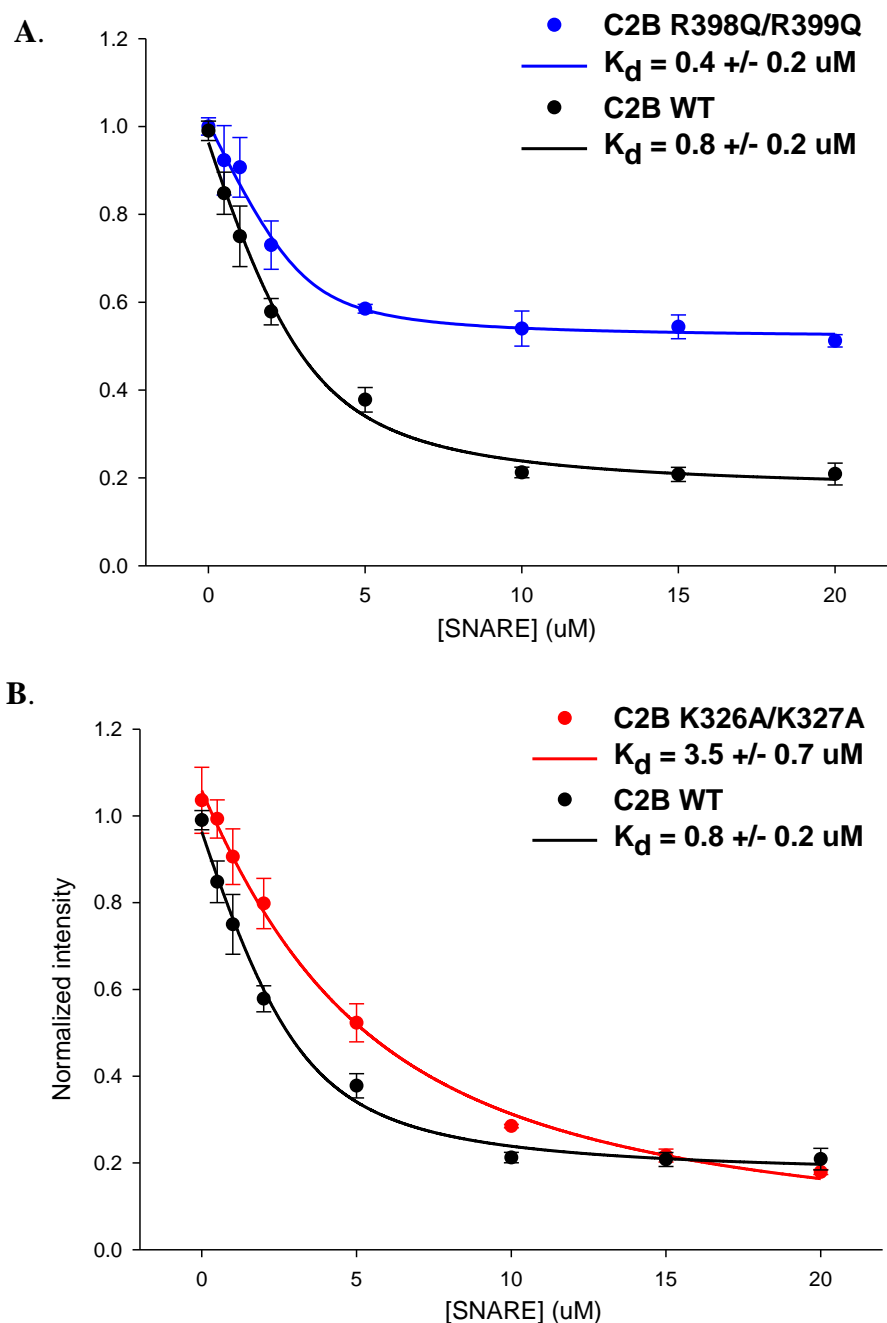 A.
C2B R398Q/R399Q
Kd = 0.4 +/- 0.2 uM
C2B WT
Kd = 0.8 +/- 0.2 uM
1.2
1.0
0.8
0.6
0.4
0.2
0.0
0 5 10 15 20
[SNARE] (uM)
B.
C2B K326A/K327A
Kd = 3.5 +/- 0.7 uM
C2B WT
Kd = 0.8 +/- 0.2 uM
Normalized intensity
1.2
1.0
0.8
0.6
0.4
0.2
0.0
0 5 10 15 20
[SNARE] (uM)